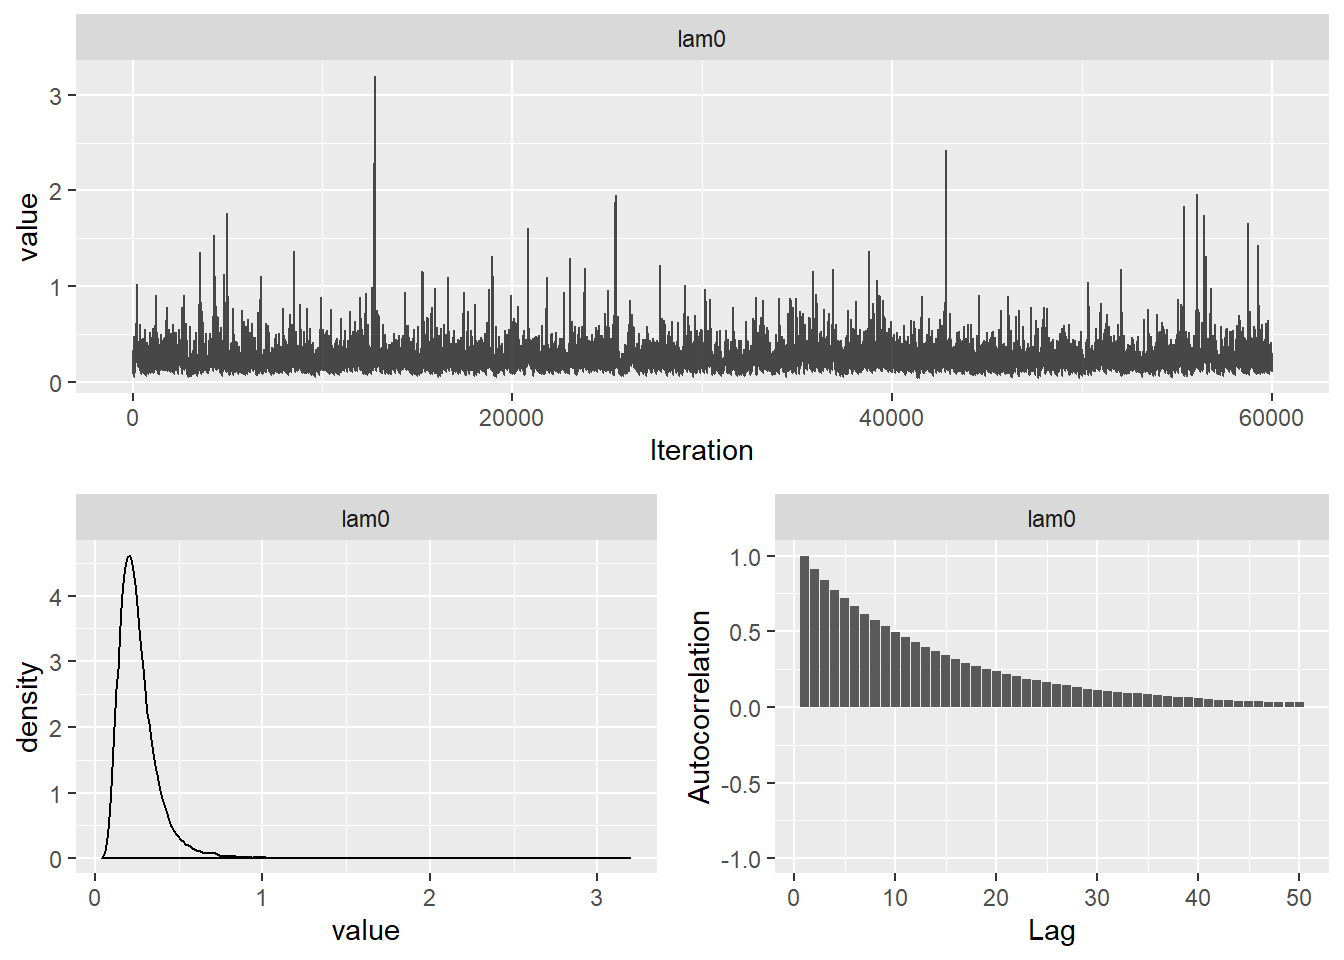 lam0
3
2
1
0
value
0 20000 40000 60000
Iteration
lam0
4
3
2
1
0
density
0 1 2 3
value
lam0
1.0
0.5
0.0
-0.5
-1.0
Autocorrelation
0 10 20 30 40 50
Lag